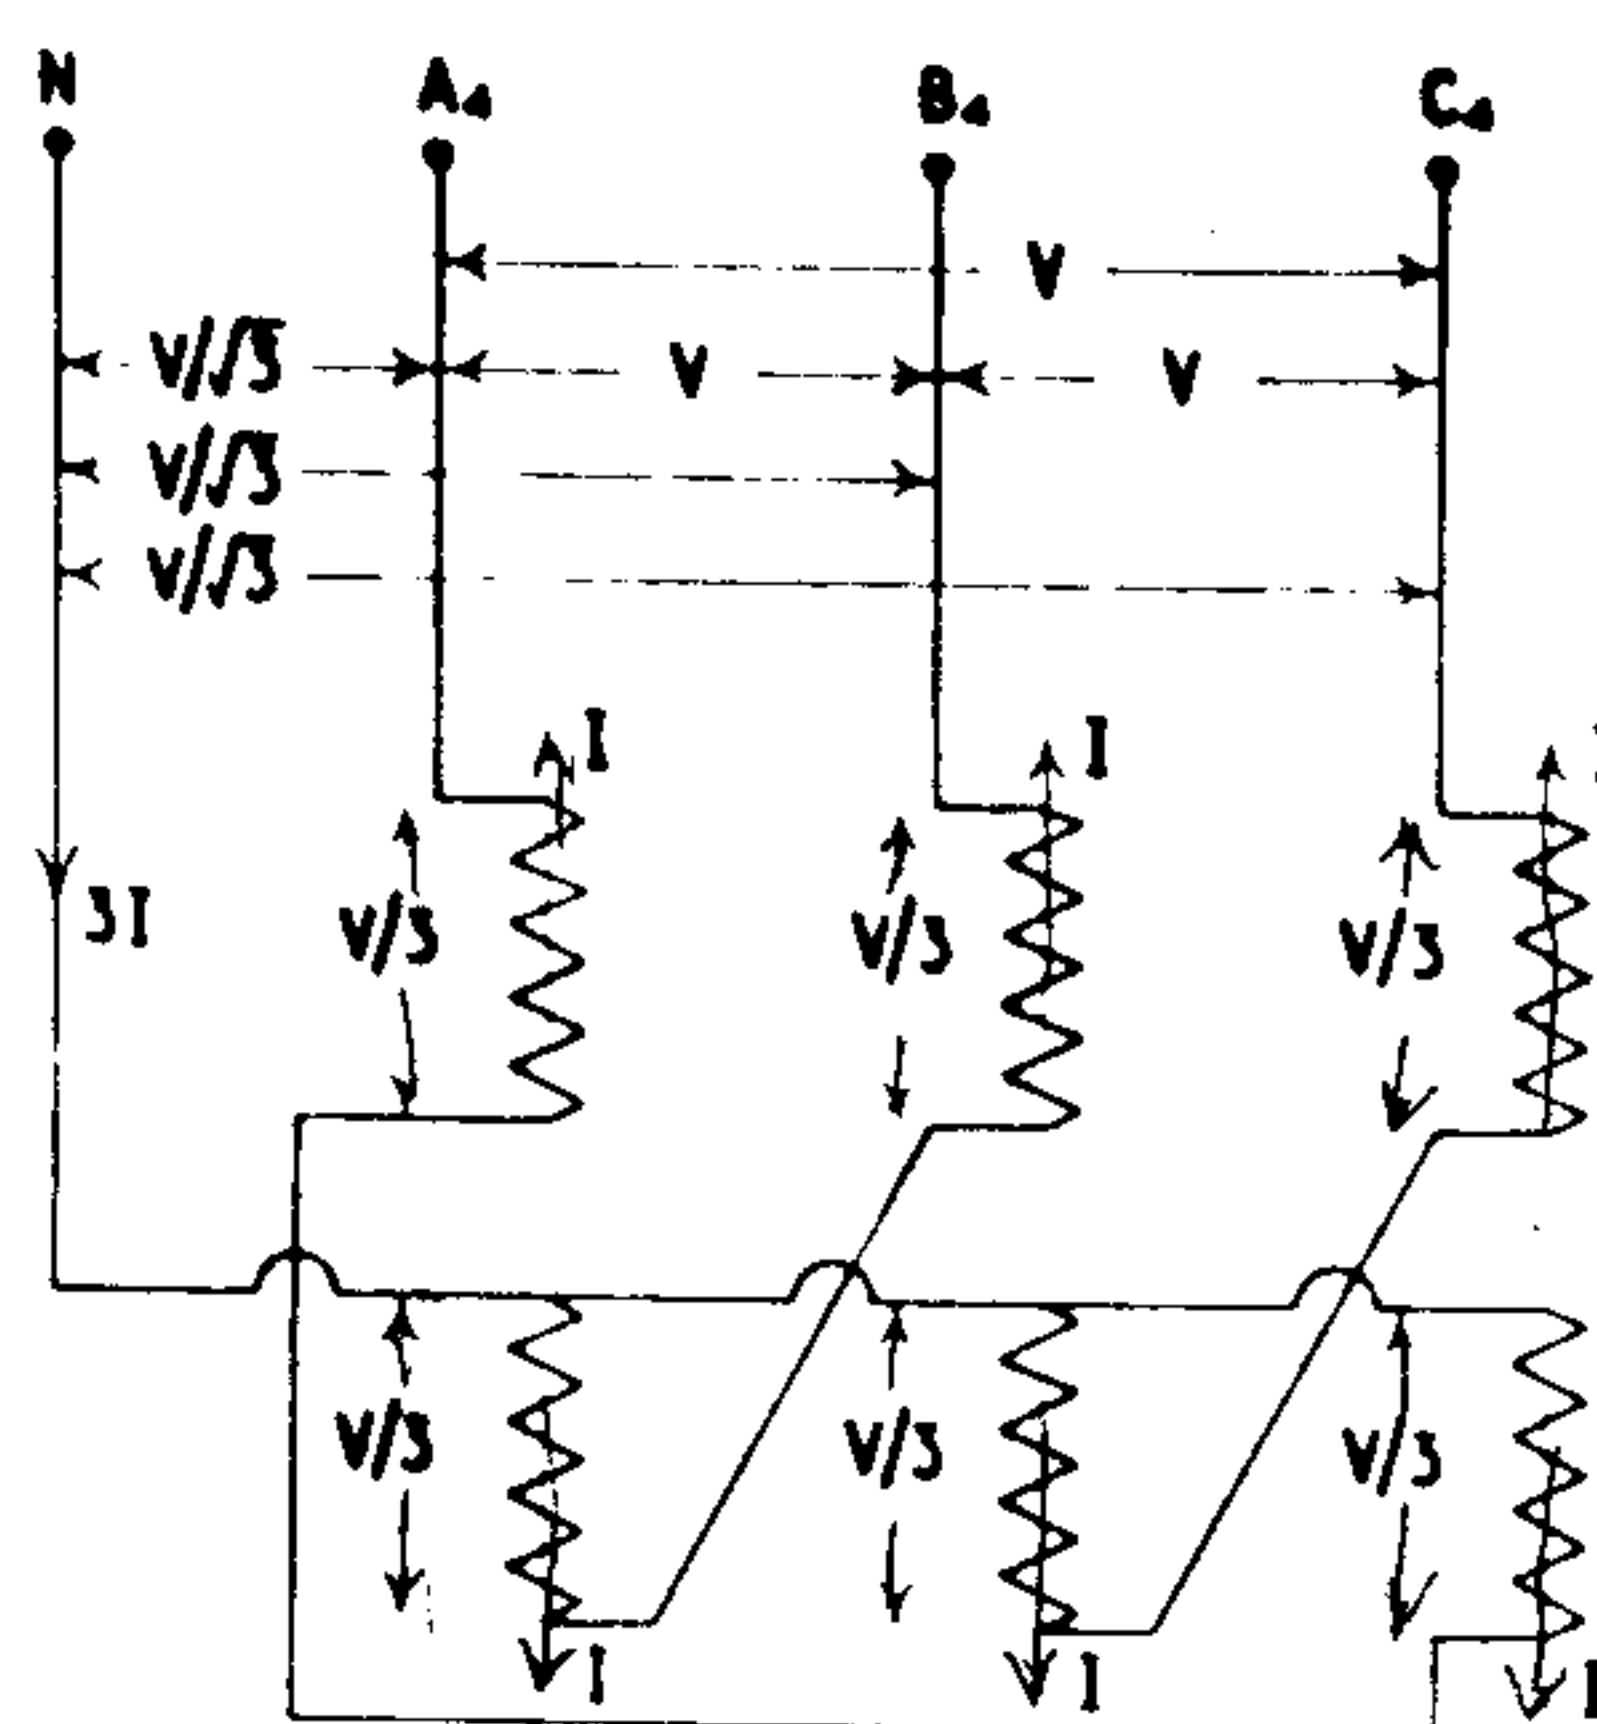 N A4 B4 C4
V
V/√3 V V
V/√3
V/√3
I I
3I V/3 V/3 V/3
V/3 V/3 V/3
I I I